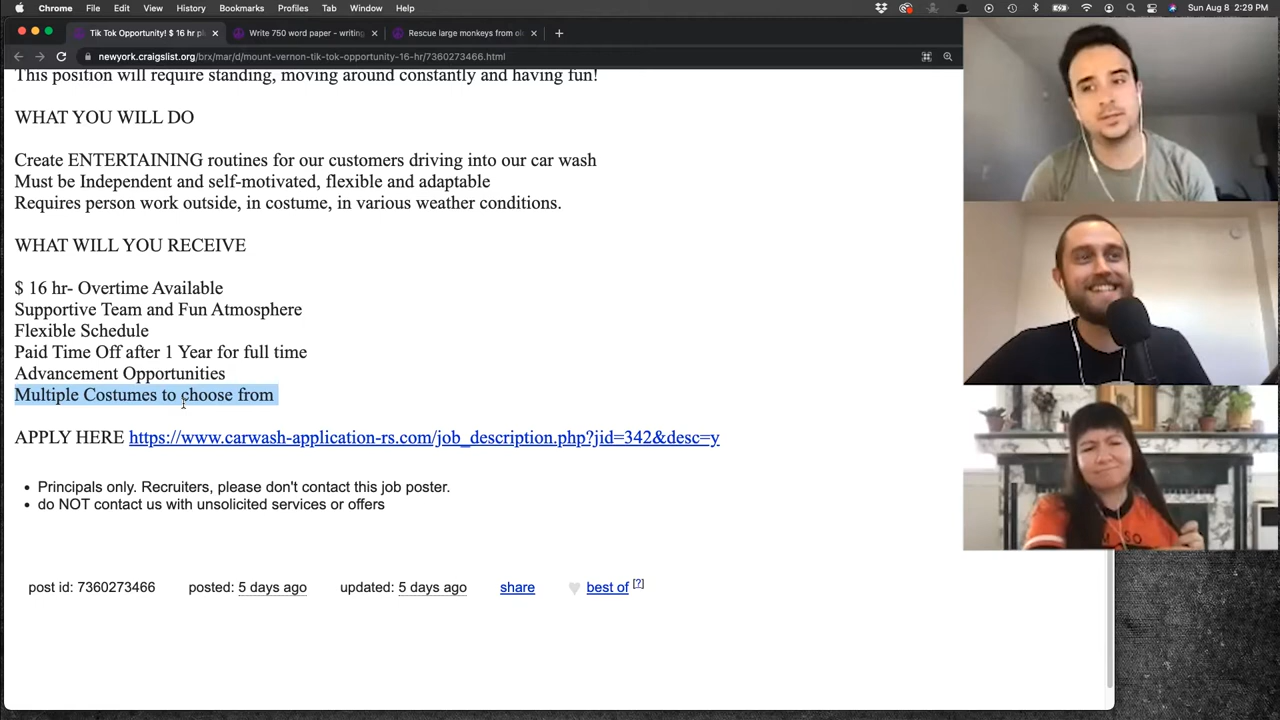 Chrome File Edit View History Bookmarks Profiles Tab Window Help Sun Aug 8 2:29 PM
Tik Tok Opportunity! $ 16 hr pl Write 750 word paper - writing Rescue large monkeys from ol
newyork.craigslist.org/brx/mar/d/mount-vernon-tik-tok-opportunity-16-hr/7360273466.html
This position will require standing, moving around constantly and having fun!
WHAT YOU WILL DO
Create ENTERTAINING routines for our customers driving into our car wash
Must be Independent and self-motivated, flexible and adaptable
Requires person work outside, in costume, in various weather conditions.
WHAT WILL YOU RECEIVE
$ 16 hr- Overtime Available
Supportive Team and Fun Atmosphere
Flexible Schedule
Paid Time Off after 1 Year for full time
Advancement Opportunities
Multiple Costumes to choose from
APPLY HERE https://www.carwash-application-rs.com/job_description.php?jid=342&desc=y
• Principals only. Recruiters, please don't contact this job poster.
• do NOT contact us with unsolicited services or offers
post id: 7360273466 posted: 5 days ago updated: 5 days ago share ♥ best of [?]